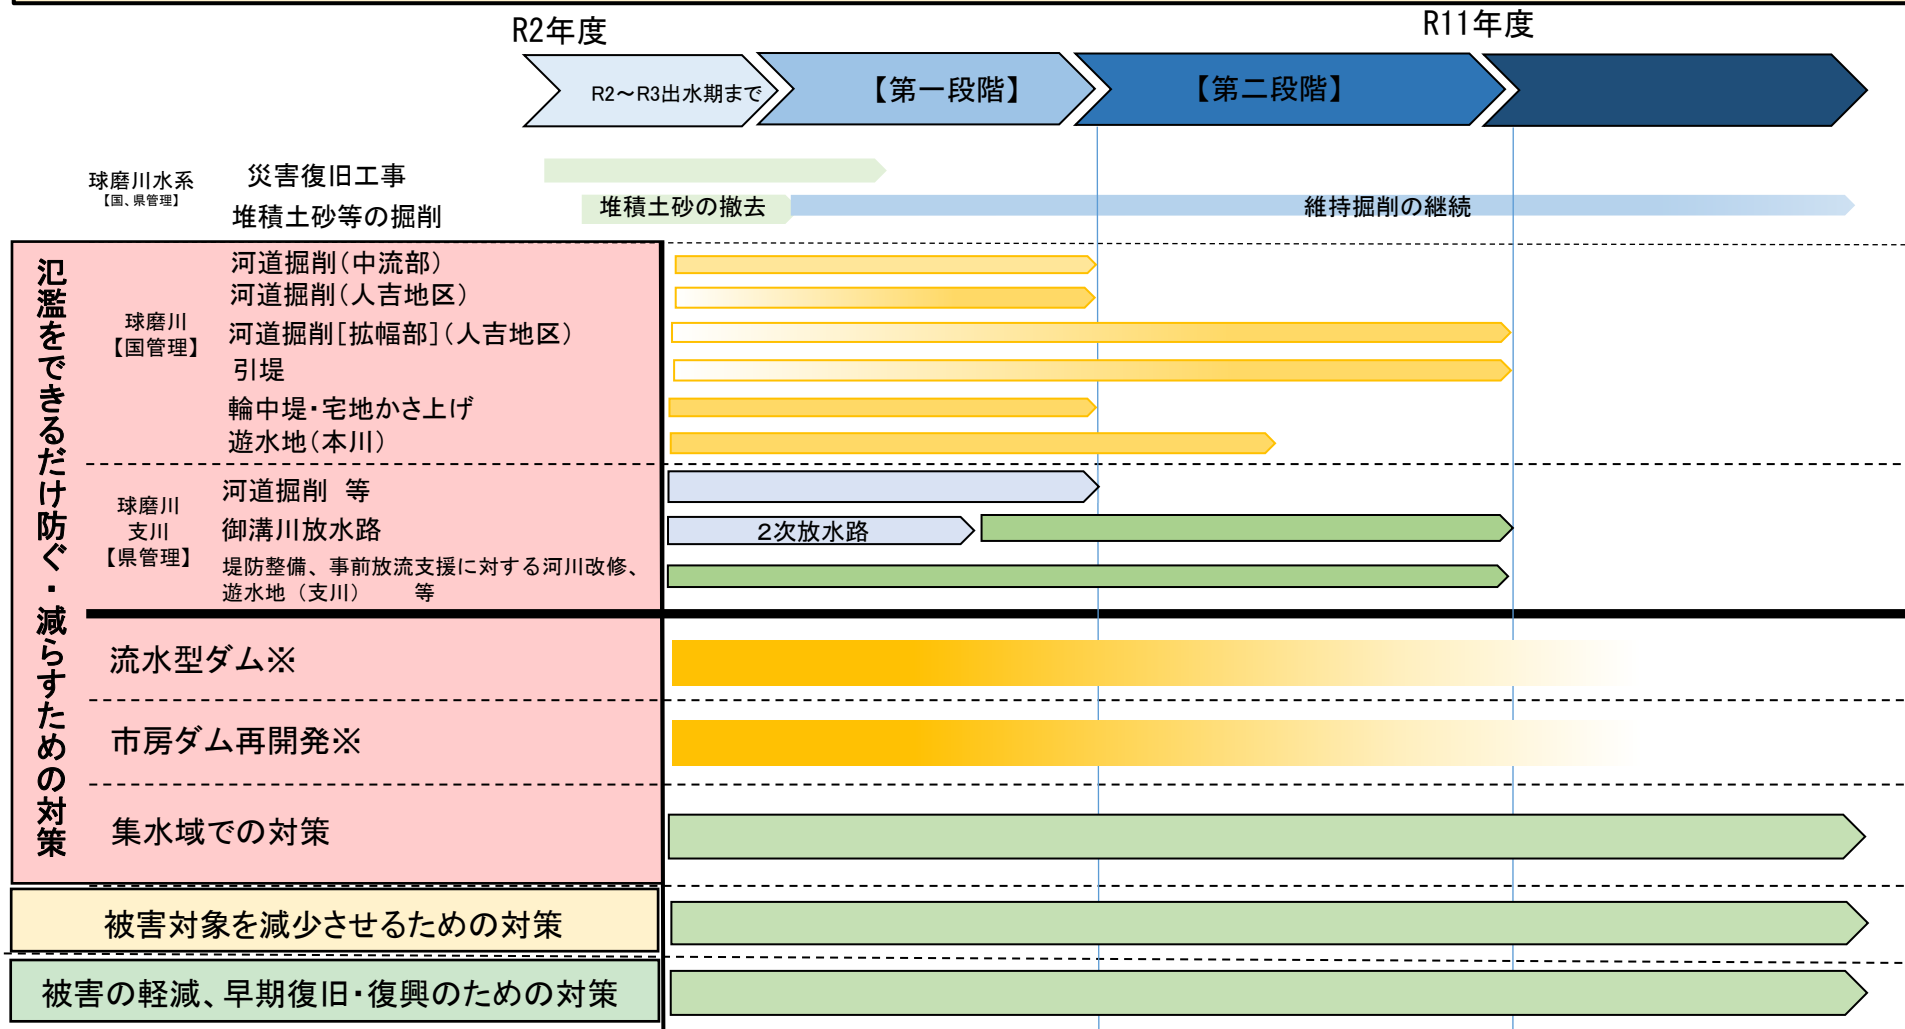 R2年度
R11年度
R2～R3出水期まで
【第一段階】
【第二段階】
球磨川水系
【国、県管理】
災害復旧工事
堆積土砂等の掘削
堆積土砂の撤去
維持掘削の継続
氾濫をできるだけ防ぐ・減らすための対策
球磨川
【国管理】
河道掘削（中流部）
河道掘削（人吉地区）
河道掘削［拡幅部］（人吉地区）
引堤
輪中堤・宅地かさ上げ
遊水地（本川）
球磨川
支川
【県管理】
河道掘削　等
御溝川放水路
2次放水路
堤防整備、事前放流支援に対する河川改修、
遊水地（支川）　　等
流水型ダム※
市房ダム再開発※
集水域での対策
被害対象を減少させるための対策
被害の軽減、早期復旧・復興のための対策